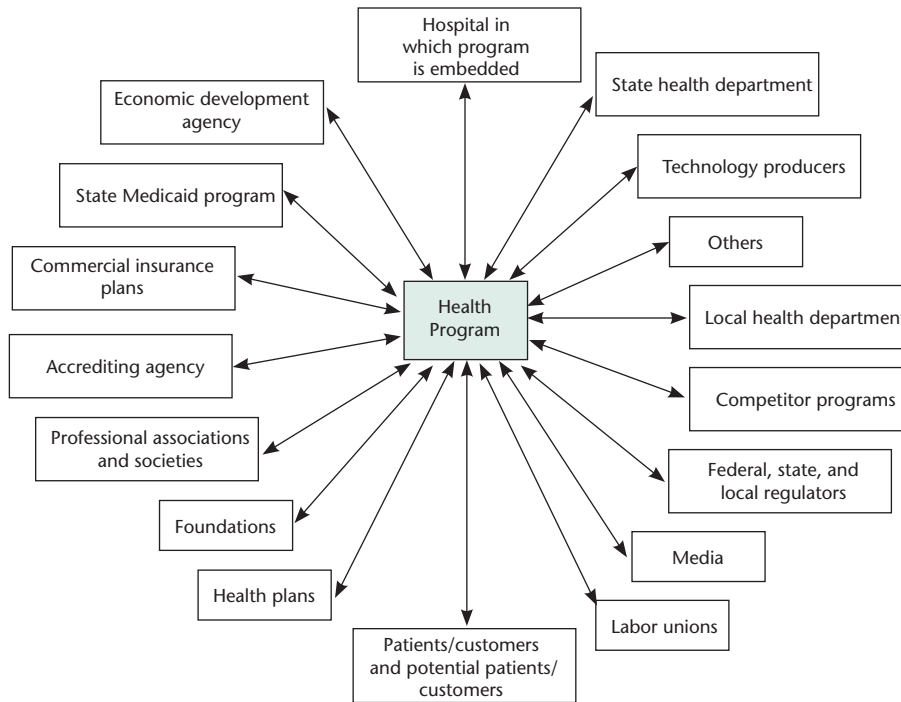 Hospital in
which program
is embedded
State health department
Economic development
agency
Technology producers
State Medicaid program
Others
Commercial insurance
plans
Health
Program
Local health department
Accrediting agency
Competitor programs
Professional associations
and societies
Federal, state, and
local regulators
Foundations
Media
Health plans
Labor unions
Patients/customers
and potential patients/
customers